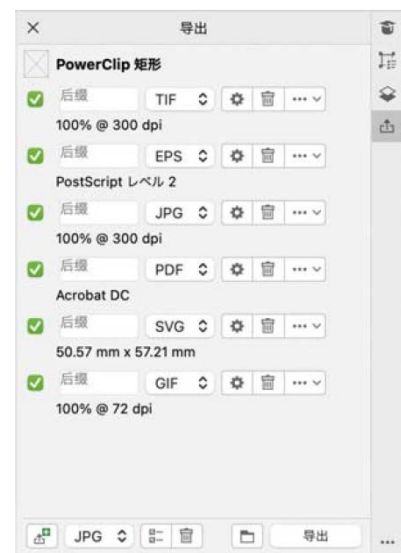 导出
PowerClip 矩形
后缀 TIF
100% @ 300 dpi
后缀 EPS
PostScript レベル 2
后缀 JPG
100% @ 300 dpi
后缀 PDF
Acrobat DC
后缀 SVG
50.57 mm x 57.21 mm
后缀 GIF
100% @ 72 dpi
JPG 导出